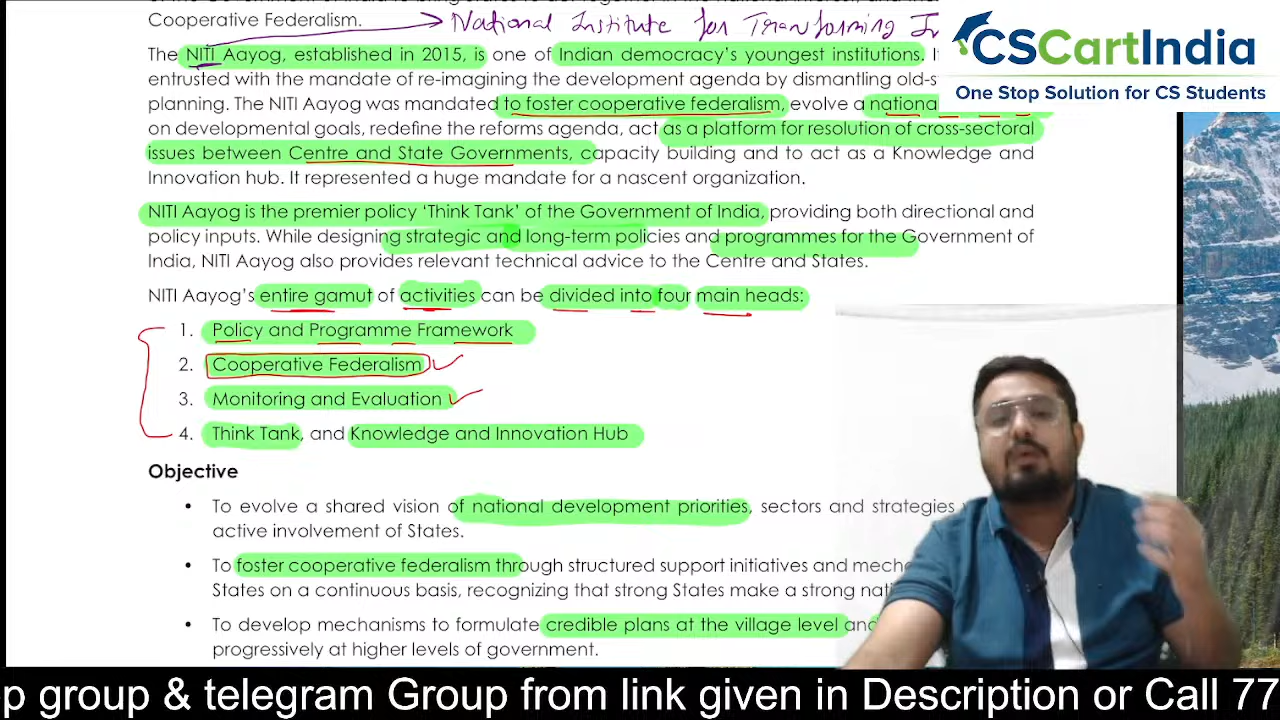 Cooperative Federalism.
National Institute for Transforming
CSCartIndia
One Stop Solution for CS Students
The NITI Aayog, established in 2015, is one of Indian democracy's youngest institutions.
entrusted with the mandate of re-imagining the development agenda by dismantling
planning. The NITI Aayog was mandated to foster cooperative federalism, evolve a national
on developmental goals, redefine the reforms agenda, act as a platform for resolution of cross-sectoral
issues between Centre and State Governments, capacity building and to act as a Knowledge and
Innovation hub. It represented a huge mandate for a nascent organization.
NITI Aayog is the premier policy 'Think Tank' of the Government of India, providing both directional and
policy inputs. While designing strategic and long-term policies and programmes for the Government of
India, NITI Aayog also provides relevant technical advice to the Centre and States.
NITI Aayog's entire gamut of activities can be divided into four main heads:
1. Policy and Programme Framework
2. Cooperative Federalism
3. Monitoring and Evaluation
4. Think Tank, and Knowledge and Innovation Hub
Objective
• To evolve a shared vision of national development priorities, sectors and strategies
active involvement of States.
• To foster cooperative federalism through structured support initiatives and
States on a continuous basis, recognizing that strong States make a strong
• To develop mechanisms to formulate credible plans at the village level
progressively at higher levels of government.
p group & telegram Group from link given in Description or Call 77